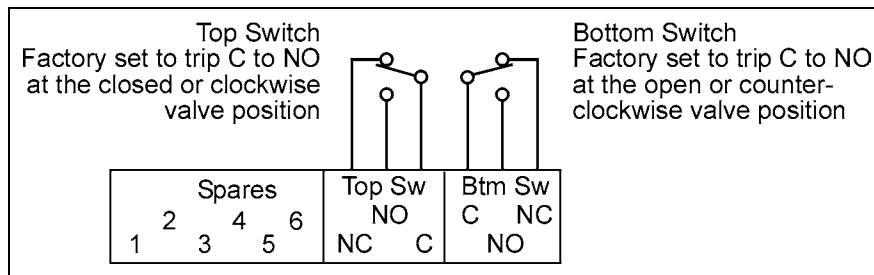 Top Switch
Factory set to trip C to NO
at the closed or clockwise
valve position
Bottom Switch
Factory set to trip C to NO
at the open or counter-
clockwise valve position
Spares
2 4 6
1 3 5
Top Sw
NO
NC C
Btm Sw
C NC
NO